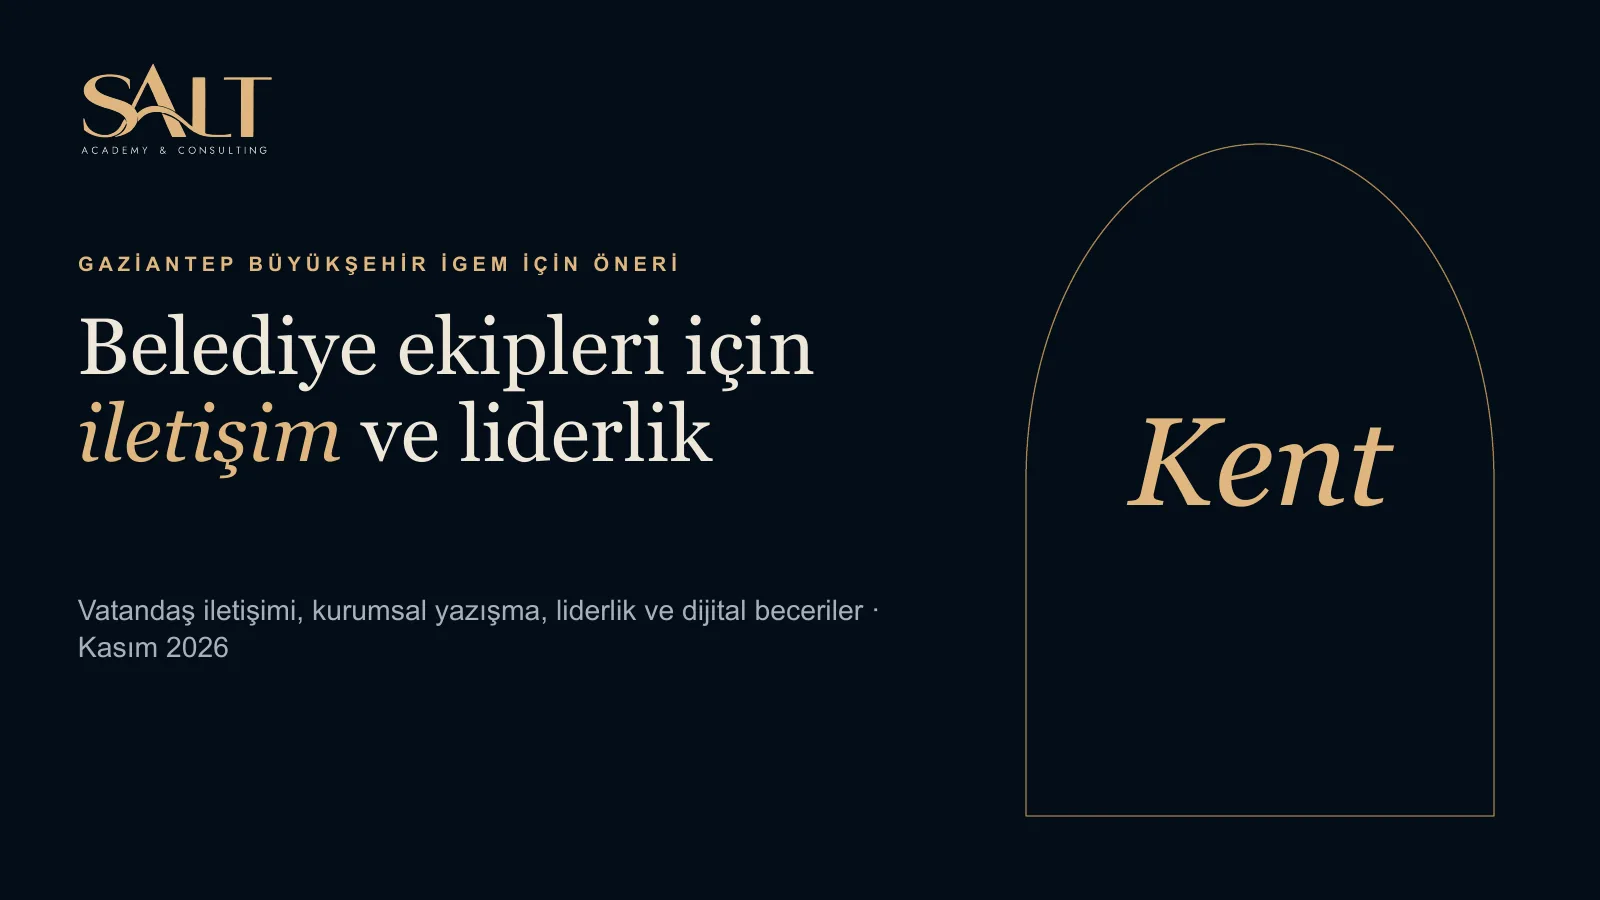 SALT
ACADEMY & CONSULTING
GAZİANTEP BÜYÜKŞEHİR İGEM İÇİN ÖNERİ
Belediye ekipleri için
iletişim ve liderlik
Kent
Vatandaş iletişimi, kurumsal yazışma, liderlik ve dijital beceriler ·
Kasım 2026